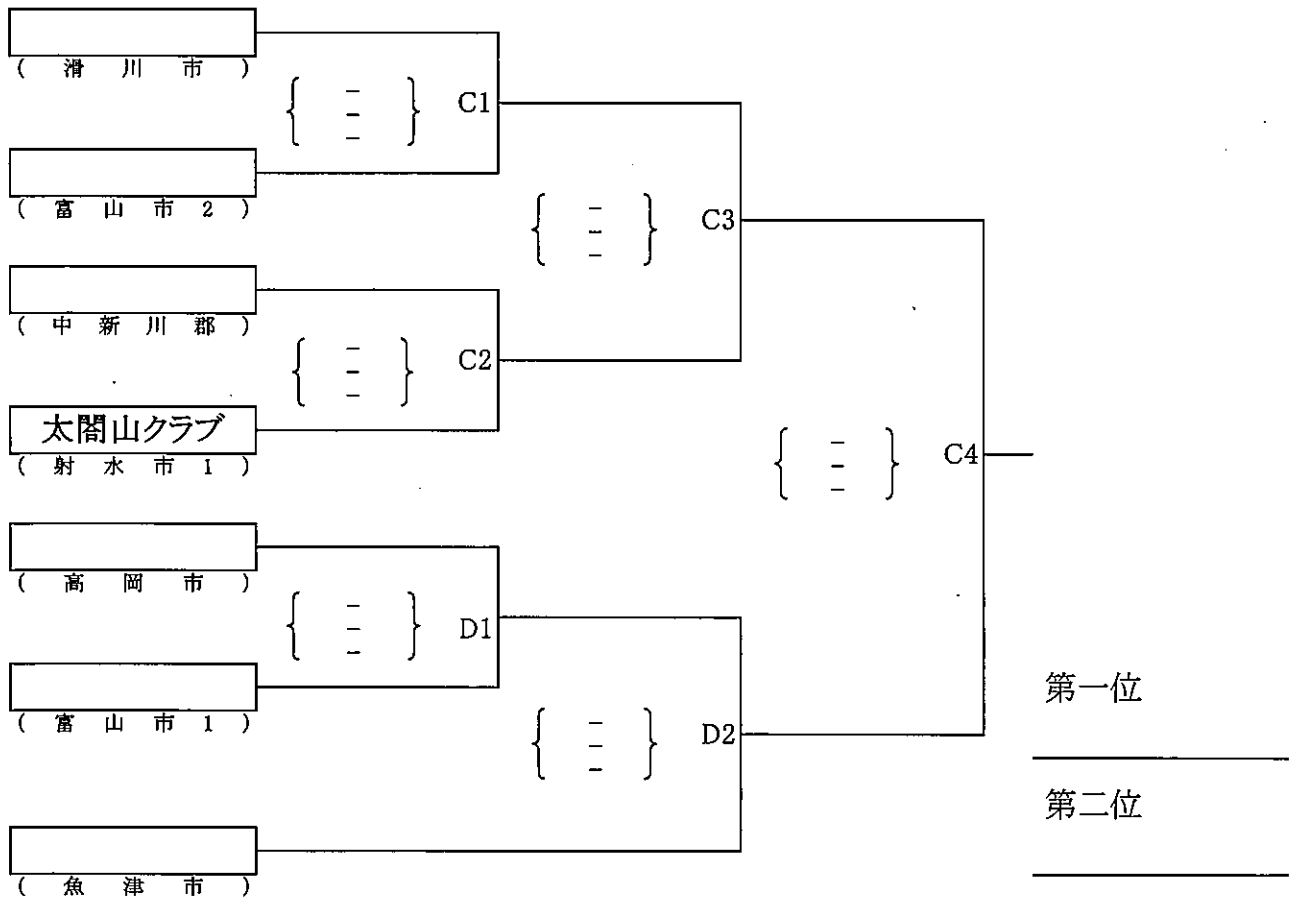 (滑川市)
{ - - - } C1
(富山市2)
{ - - - } C3
(中新川郡)
{ - - - } C2
太閤山クラブ
(射水市1)
{ - - - } C4
(高岡市)
{ - - - } D1
(富山市1)
{ - - - } D2
(魚津市)
第一位
第二位